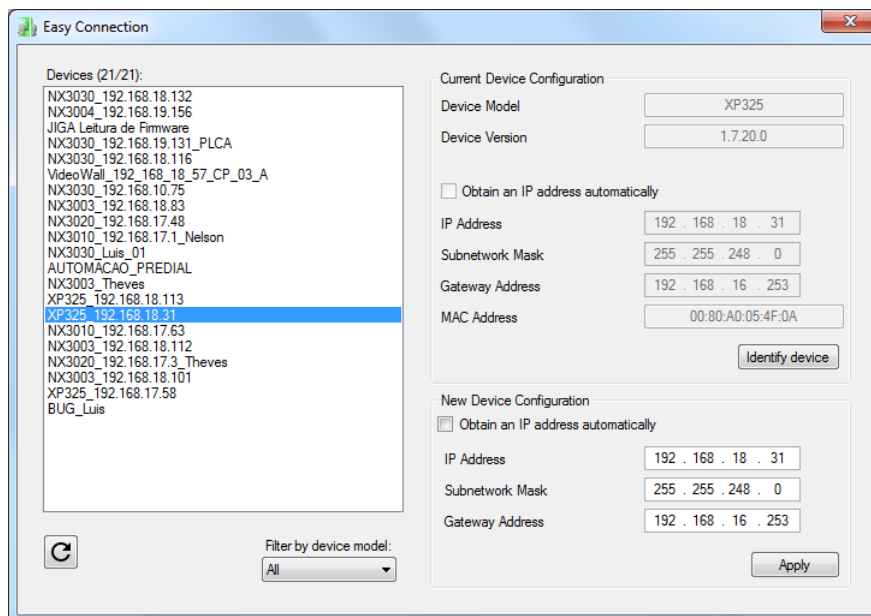 Easy Connection
Devices (21/21):
NX3030_192.168.18.132
NX3004_192.168.19.156
JIGA Leitura de Firmware
NX3030_192.168.19.131_PLCA
NX3030_192.168.18.116
VideoWall_192_168_18_57_CP_03_A
NX3030_192.168.10.75
NX3003_192.168.18.83
NX3020_192.168.17.48
NX3010_192.168.17.1_Nelson
NX3030_Luis_01
AUTOMACAO_PREDIAL
NX3003_Theves
XP325_192.168.18.113
XP325_192.168.18.31
NX3010_192.168.17.63
NX3003_192.168.18.112
NX3020_192.168.17.3_Theves
NX3003_192.168.18.101
XP325_192.168.17.58
BUG_Luis
Filter by device model:
All
Current Device Configuration
Device Model XP325
Device Version 1.7.20.0
Obtain an IP address automatically
IP Address 192 . 168 . 18 . 31
Subnetwork Mask 255 . 255 . 248 . 0
Gateway Address 192 . 168 . 16 . 253
MAC Address 00:80:A0:05:4F:0A
Identify device
New Device Configuration
Obtain an IP address automatically
IP Address 192 . 168 . 18 . 31
Subnetwork Mask 255 . 255 . 248 . 0
Gateway Address 192 . 168 . 16 . 253
Apply